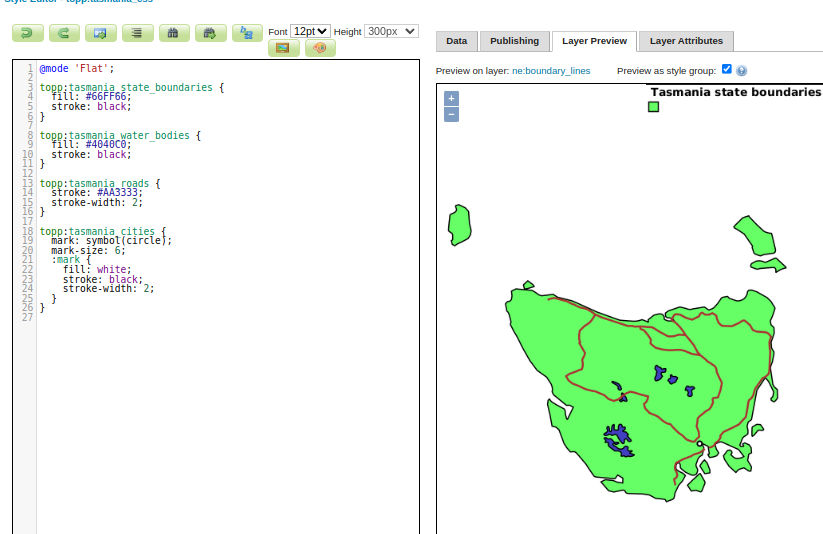 Style Editor - topp:tasmania_css
Font 12pt Height 300px
Data Publishing Layer Preview Layer Attributes
Preview on layer: ne:boundary_lines Preview as style group:
1 @mode 'Flat';
2
3 topp:tasmania_state_boundaries {
4 fill: #66FF66;
5 stroke: black;
6 }
7
8 topp:tasmania_water_bodies {
9 fill: #4040C0;
10 stroke: black;
11 }
12
13 topp:tasmania_roads {
14 stroke: #AA3333;
15 stroke-width: 2;
16 }
17
18 topp:tasmania_cities {
19 mark: symbol(circle);
20 mark-size: 6;
21 :mark {
22 fill: white;
23 stroke: black;
24 stroke-width: 2;
25 }
26 }
27
+
−
Tasmania state boundaries